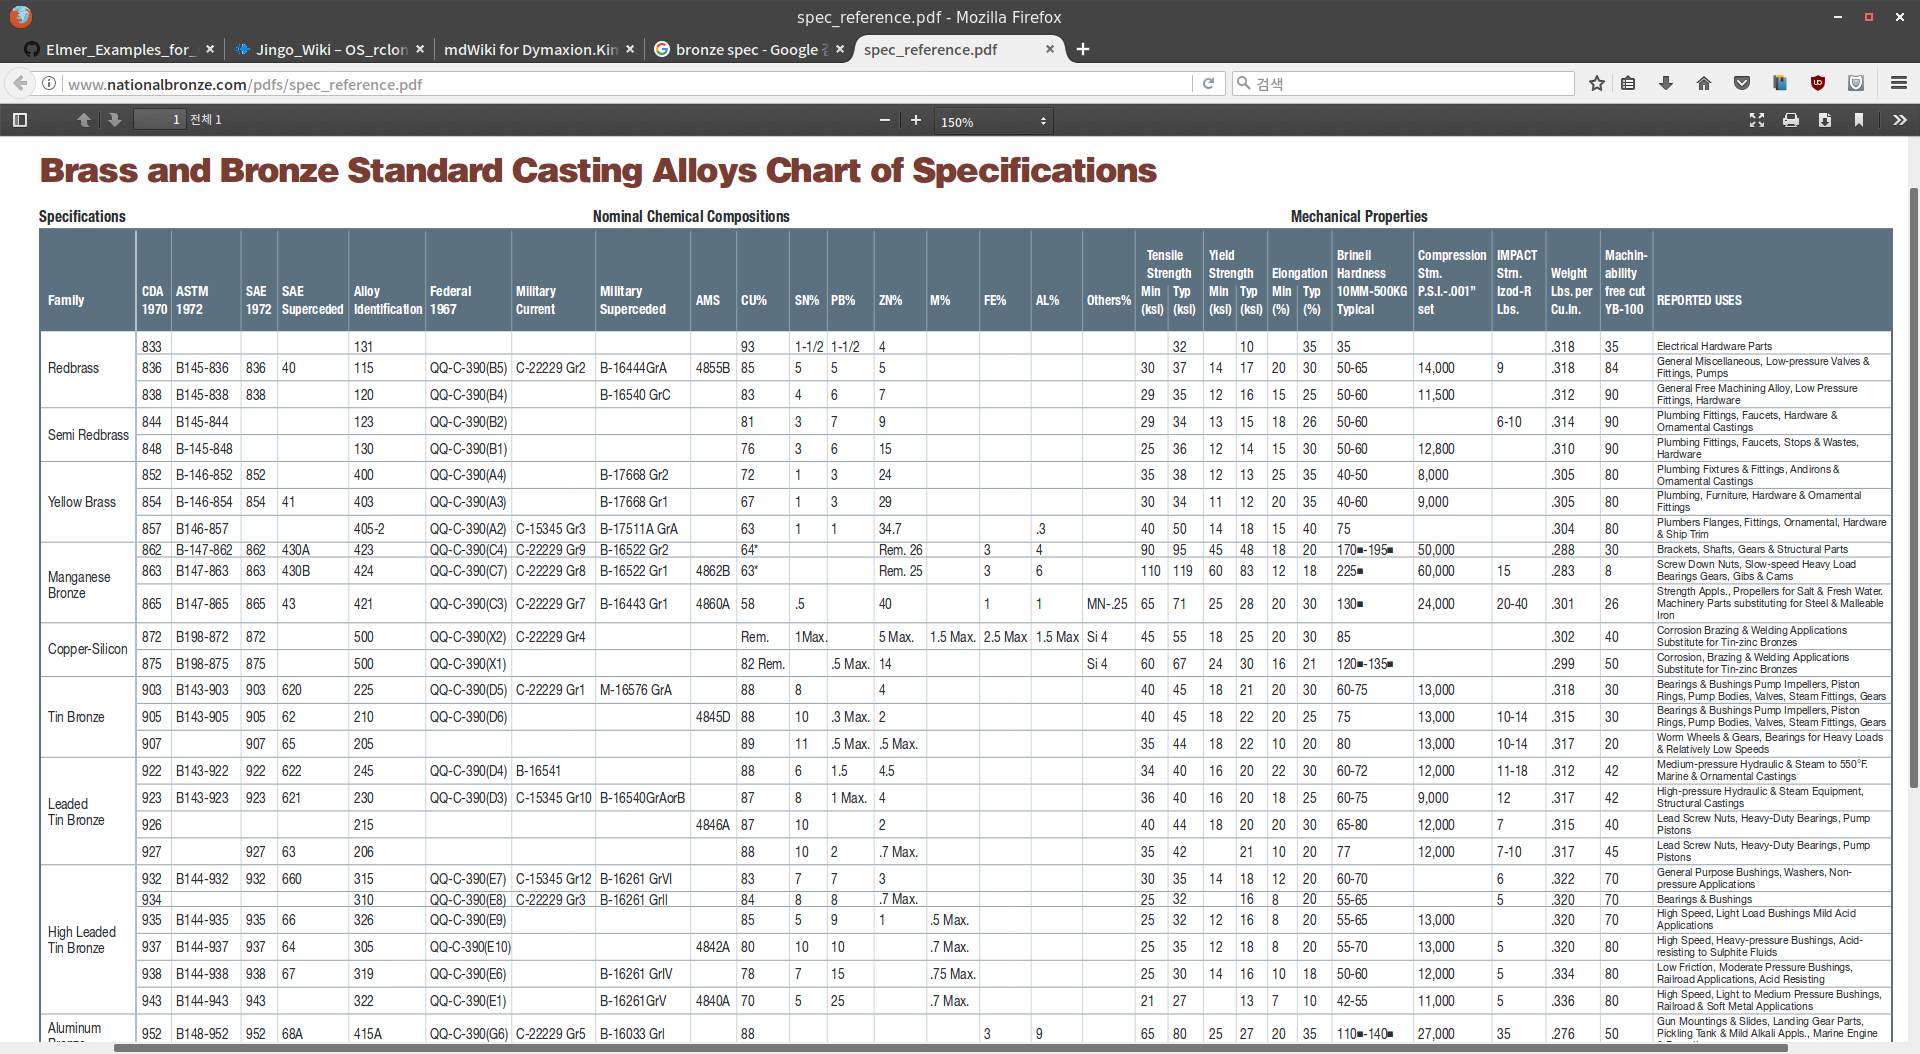 spec_reference.pdf - Mozilla Firefox
Elmer_Examples_for_ Jingo_Wiki – OS_rclon mdWiki for Dymaxion.Kin bronze spec - Google spec_reference.pdf
www.nationalbronze.com/pdfs/spec_reference.pdf 검색
1 전체 1 150%
Brass and Bronze Standard Casting Alloys Chart of Specifications
Specifications Nominal Chemical Compositions Mechanical Properties
Family CDA 1970 ASTM 1972 SAE 1972 SAE Superceded Alloy Identification Federal 1967 Military Current Military Superceded AMS CU% SN% PB% ZN% M% FE% AL% Others% Tensile Strength Min (ksi) Typ (ksi) Yield Strength Min (ksi) Typ (ksi) Elongation Min (%) Typ (%) Brinell Hardness 10MM-500KG Typical Compression Stm. P.S.I.-.001" set IMPACT Strn. Izod-R Lbs. Weight Lbs. per Cu.In. Machin-ability free cut YB-100 REPORTED USES
Redbrass
833 131 93 1-1/2 1-1/2 4 32 10 35 35 .318 35 Electrical Hardware Parts
836 B145-836 836 40 115 QQ-C-390(B5) C-22229 Gr2 B-16444GrA 4855B 85 5 5 5 30 37 14 17 20 30 50-65 14,000 9 .318 84 General Miscellaneous, Low-pressure Valves & Fittings, Pumps
838 B145-838 838 120 QQ-C-390(B4) B-16540 GrC 83 4 6 7 29 35 12 16 15 25 50-60 11,500 .312 90 General Free Machining Alloy, Low Pressure Fittings, Hardware
Semi Redbrass
844 B145-844 123 QQ-C-390(B2) 81 3 7 9 29 34 13 15 18 26 50-60 6-10 .314 90 Plumbing Fittings, Faucets, Hardware & Ornamental Castings
848 B-145-848 130 QQ-C-390(B1) 76 3 6 15 25 36 12 14 15 30 50-60 12,800 .310 90 Plumbing Fittings, Faucets, Stops & Wastes, Hardware
Yellow Brass
852 B-146-852 852 400 QQ-C-390(A4) B-17668 Gr2 72 1 3 24 35 38 12 13 25 35 40-50 8,000 .305 80 Plumbing Fixtures & Fittings, Andirons & Ornamental Castings
854 B-146-854 854 41 403 QQ-C-390(A3) B-17668 Gr1 67 1 3 29 30 34 11 12 20 35 40-60 9,000 .305 80 Plumbing, Furniture, Hardware & Ornamental Fittings
857 B146-857 405-2 QQ-C-390(A2) C-15345 Gr3 B-17511A GrA 63 1 1 34.7 .3 40 50 14 18 15 40 75 .304 80 Plumbers Flanges, Fittings, Ornamental, Hardware & Ship Trim
Manganese Bronze
862 B-147-862 862 430A 423 QQ-C-390(C4) C-22229 Gr9 B-16522 Gr2 64* Rem. 26 3 4 90 95 45 48 18 20 170■-195■ 50,000 .288 30 Brackets, Shafts, Gears & Structural Parts
863 B147-863 863 430B 424 QQ-C-390(C7) C-22229 Gr8 B-16522 Gr1 4862B 63* Rem. 25 3 6 110 119 60 83 12 18 225■ 60,000 15 .283 8 Screw Down Nuts, Slow-speed Heavy Load Bearings Gears, Gibs & Cams
865 B147-865 865 43 421 QQ-C-390(C3) C-22229 Gr7 B-16443 Gr1 4860A 58 .5 40 1 1 MN-.25 65 71 25 28 20 30 130■ 24,000 20-40 .301 26 Strength Appls., Propellers for Salt & Fresh Water. Machinery Parts substituting for Steel & Malleable Iron
Copper-Silicon
872 B198-872 872 500 QQ-C-390(X2) C-22229 Gr4 Rem. 1Max. 5 Max. 1.5 Max. 2.5 Max 1.5 Max Si 4 45 55 18 25 20 30 85 .302 40 Corrosion Brazing & Welding Applications Substitute for Tin-zinc Bronzes
875 B198-875 875 500 QQ-C-390(X1) 82 Rem. .5 Max. 14 Si 4 60 67 24 30 16 21 120■-135■ .299 50 Corrosion, Brazing & Welding Applications Substitute for Tin-zinc Bronzes
Tin Bronze
903 B143-903 903 620 225 QQ-C-390(D5) C-22229 Gr1 M-16576 GrA 88 8 4 40 45 18 21 20 30 60-75 13,000 .318 30 Bearings & Bushings Pump Impellers, Piston Rings, Pump Bodies, Valves, Steam Fittings, Gears
905 B143-905 905 62 210 QQ-C-390(D6) 4845D 88 10 .3 Max. 2 40 45 18 22 20 25 75 13,000 10-14 .315 30 Bearings & Bushings Pump Impellers, Piston Rings, Pump Bodies, Valves, Steam Fittings, Gears
907 907 65 205 89 11 .5 Max. .5 Max. 35 44 18 22 10 20 80 13,000 10-14 .317 20 Worm Wheels & Gears, Bearings for Heavy Loads & Relatively Low Speeds
Leaded Tin Bronze
922 B143-922 922 622 245 QQ-C-390(D4) B-16541 88 6 1.5 4.5 34 40 16 20 22 30 60-72 12,000 11-18 .312 42 Medium-pressure Hydraulic & Steam to 550°F. Marine & Ornamental Castings
923 B143-923 923 621 230 QQ-C-390(D3) C-15345 Gr10 B-16540GrAorB 87 8 1 Max. 4 36 40 16 20 18 25 60-75 9,000 12 .317 42 High-pressure Hydraulic & Steam Equipment, Structural Castings
926 215 4846A 87 10 2 40 44 18 20 20 30 65-80 12,000 7 .315 40 Lead Screw Nuts, Heavy-Duty Bearings, Pump Pistons
927 927 63 206 88 10 2 .7 Max. 35 42 21 10 20 77 12,000 7-10 .317 45 Lead Screw Nuts, Heavy-Duty Bearings, Pump Pistons
High Leaded Tin Bronze
932 B144-932 932 660 315 QQ-C-390(E7) C-15345 Gr12 B-16261 GrVI 83 7 7 3 30 35 14 18 12 20 60-70 6 .322 70 General Purpose Bushings, Washers, Non-pressure Applications
934 310 QQ-C-390(E8) C-22229 Gr3 B-16261 GrII 84 8 8 .7 Max. 25 32 16 8 20 55-65 5 .320 70 Bearings & Bushings
935 B144-935 935 66 326 QQ-C-390(E9) 85 5 9 1 .5 Max. 25 32 12 16 8 20 55-65 13,000 .320 70 High Speed, Light Load Bushings Mild Acid Applications
937 B144-937 937 64 305 QQ-C-390(E10) 4842A 80 10 10 .7 Max. 25 35 12 18 8 20 55-70 13,000 5 .320 80 High Speed, Heavy-pressure Bushings, Acid-resisting to Sulphite Fluids
938 B144-938 938 67 319 QQ-C-390(E6) B-16261 GrIV 78 7 15 .75 Max. 25 30 14 16 10 18 50-60 12,000 5 .334 80 Low Friction, Moderate Pressure Bushings, Railroad Applications, Acid Resisting
943 B144-943 943 322 QQ-C-390(E1) B-16261GrV 4840A 70 5 25 .7 Max. 21 27 13 7 10 42-55 11,000 5 .336 80 High Speed, Light to Medium Pressure Bushings, Railroad & Soft Metal Applications
Aluminum
952 B148-952 952 68A 415A QQ-C-390(G6) C-22229 Gr5 B-16033 GrI 88 3 9 65 80 25 27 20 35 110■-140■ 27,000 35 .276 50 Gun Mountings & Slides, Landing Gear Parts, Pickling Tank & Mild Alkali Appls., Marine Engine